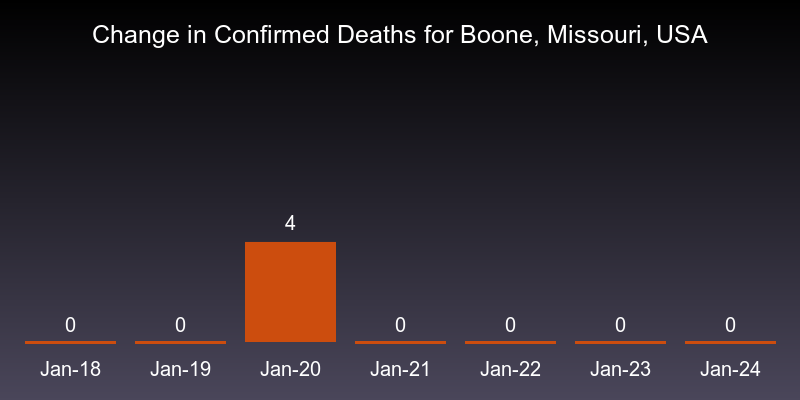 Change in Confirmed Deaths for Boone, Missouri, USA
4
0 0 0 0 0 0
Jan-18 Jan-19 Jan-20 Jan-21 Jan-22 Jan-23 Jan-24